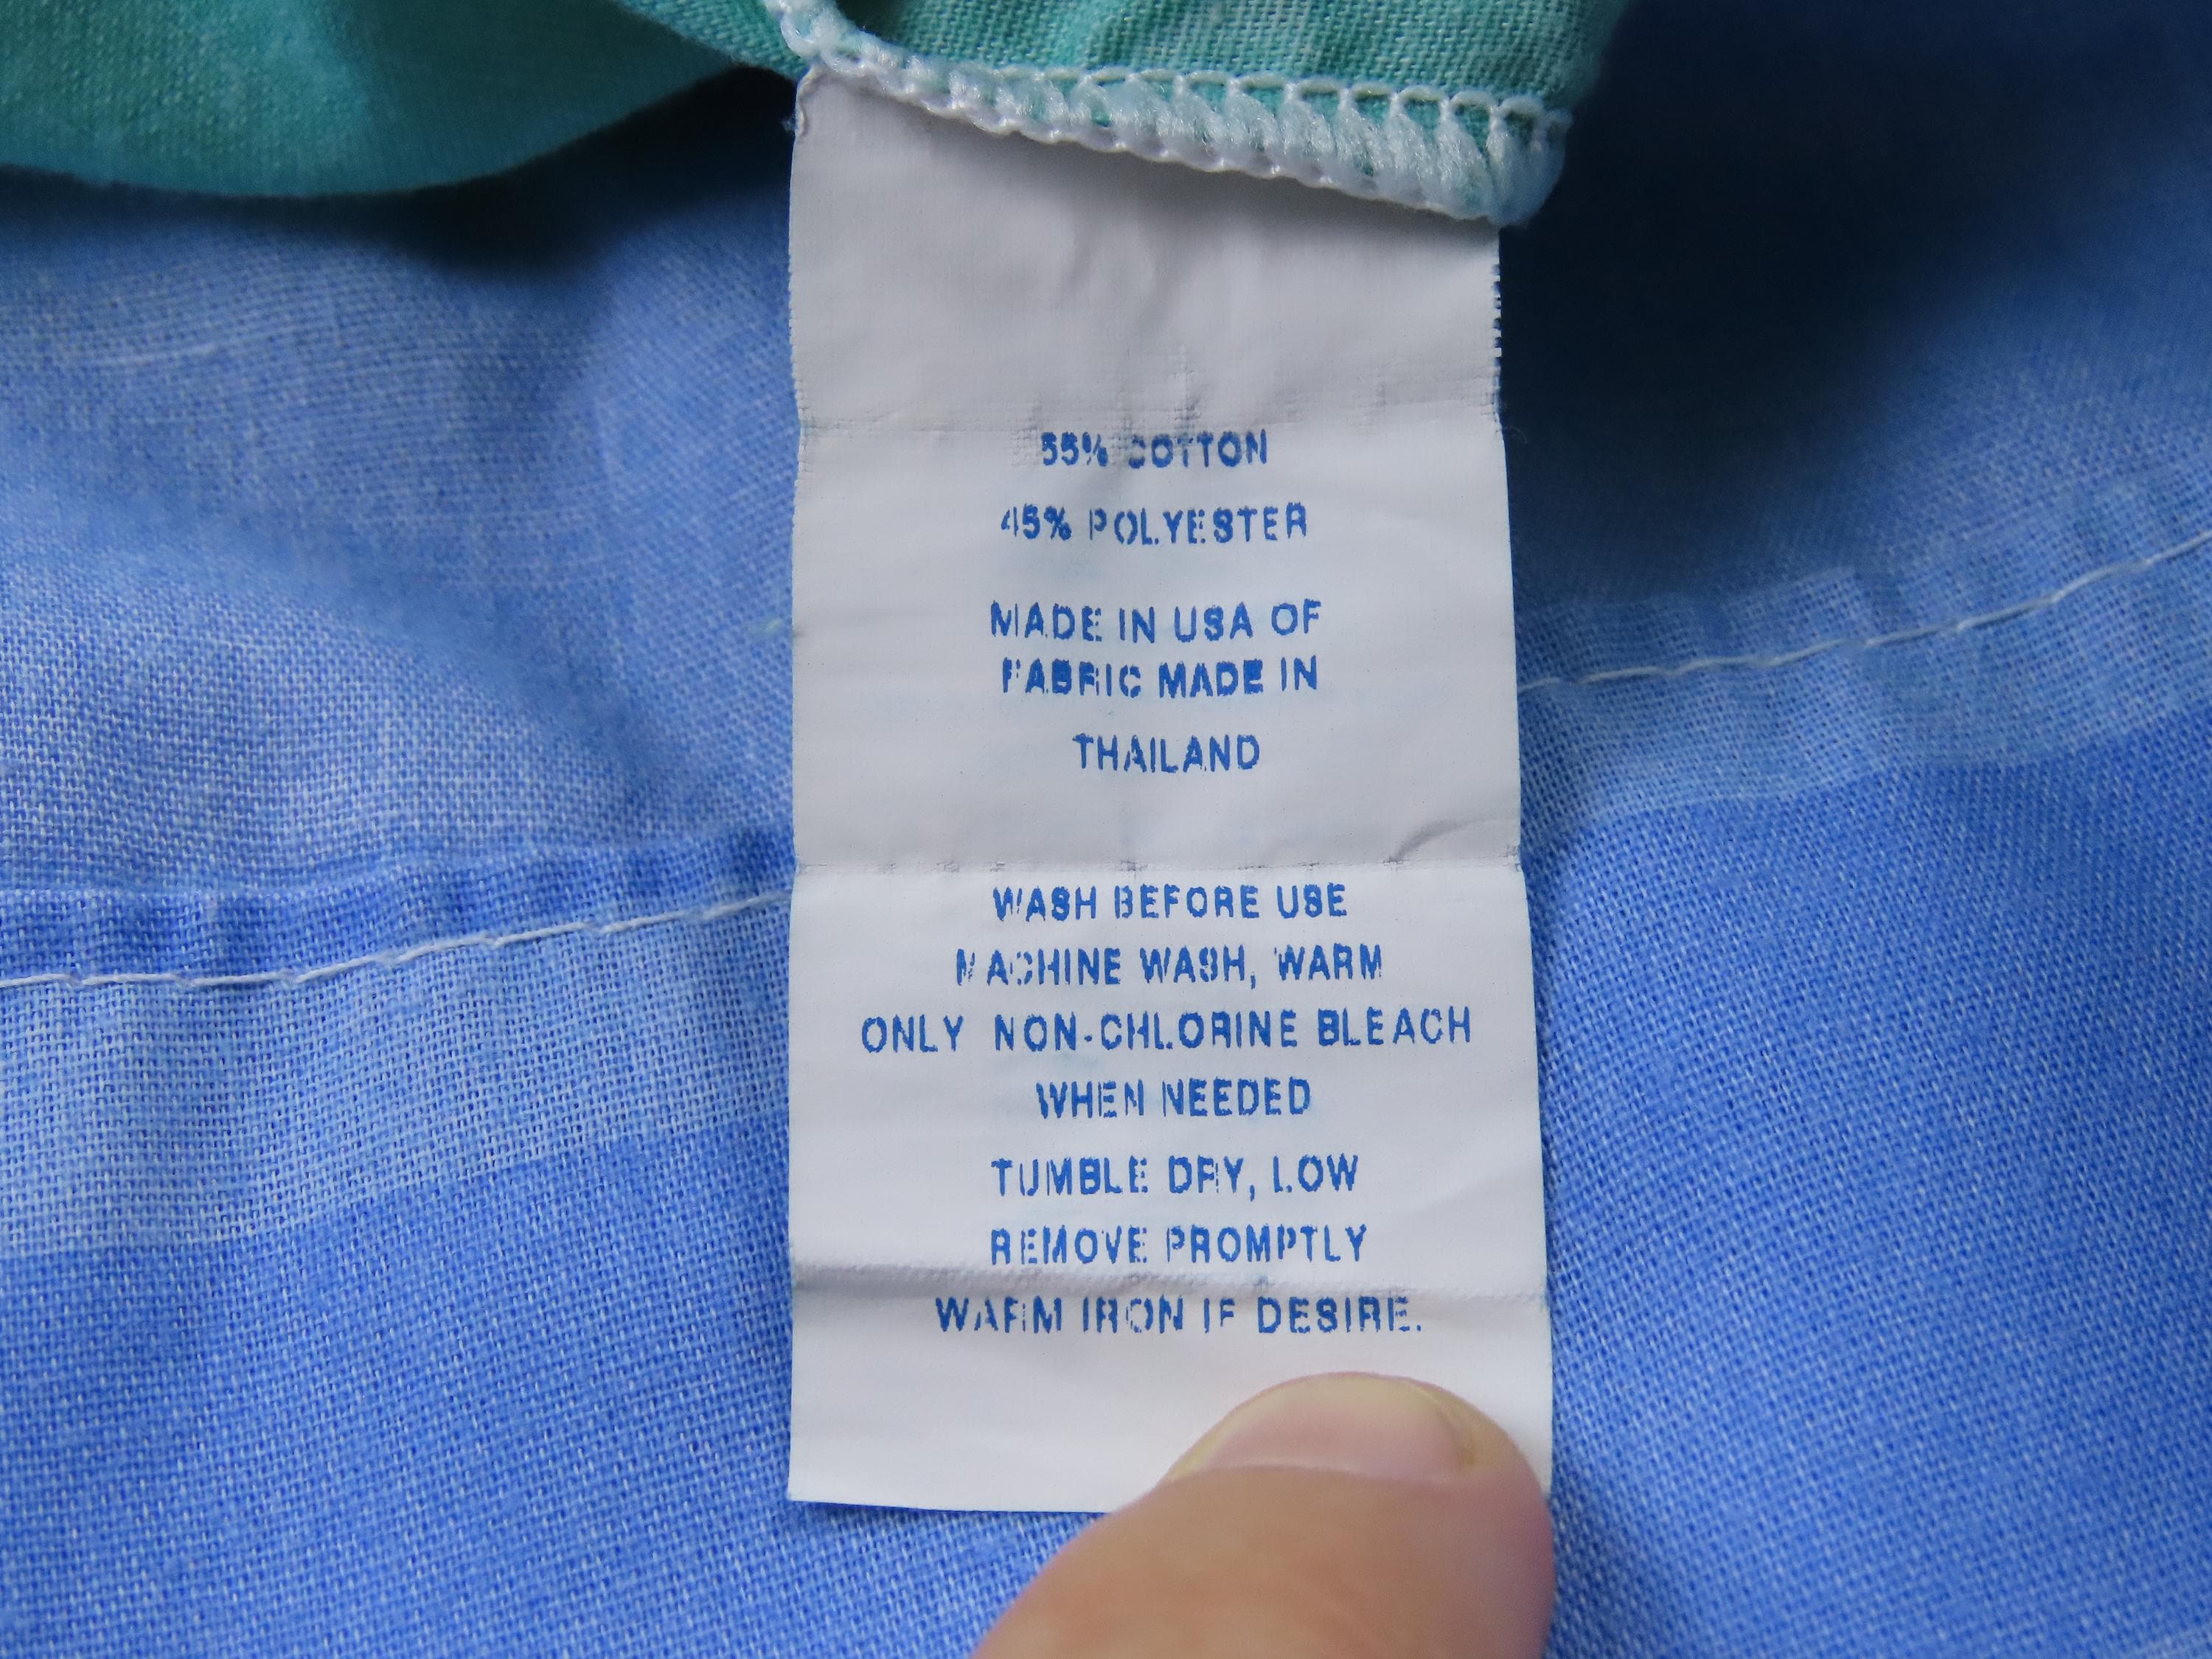 55% COTTON
45% POLYESTER
MADE IN USA OF
FABRIC MADE IN
THAILAND
WASH BEFORE USE
MACHINE WASH, WARM
ONLY NON-CHLORINE BLEACH
WHEN NEEDED
TUMBLE DRY, LOW
REMOVE PROMPTLY
WARM IRON IF DESIRE.